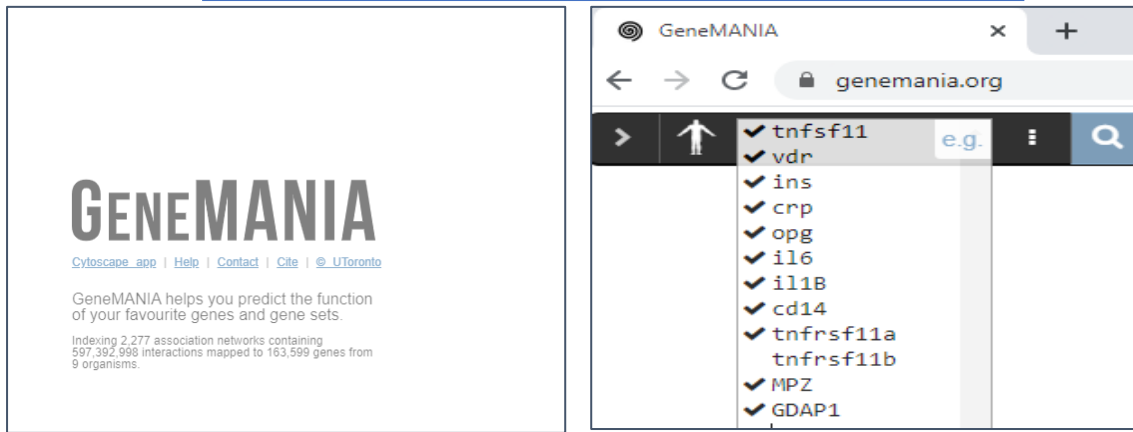 GENEMANIA
Cytoscape app | Help | Contact | Cite | © UToronto
GeneMANIA helps you predict the function
of your favourite genes and gene sets.
Indexing 2,277 association networks containing
597,392,998 interactions mapped to 163,599 genes from
9 organisms.
GeneMANIA
genemania.org
tnfsf11
e.g.
vdr
ins
crp
opg
il6
il1B
cd14
tnfrsf11a
tnfrsf11b
MPZ
GDAP1